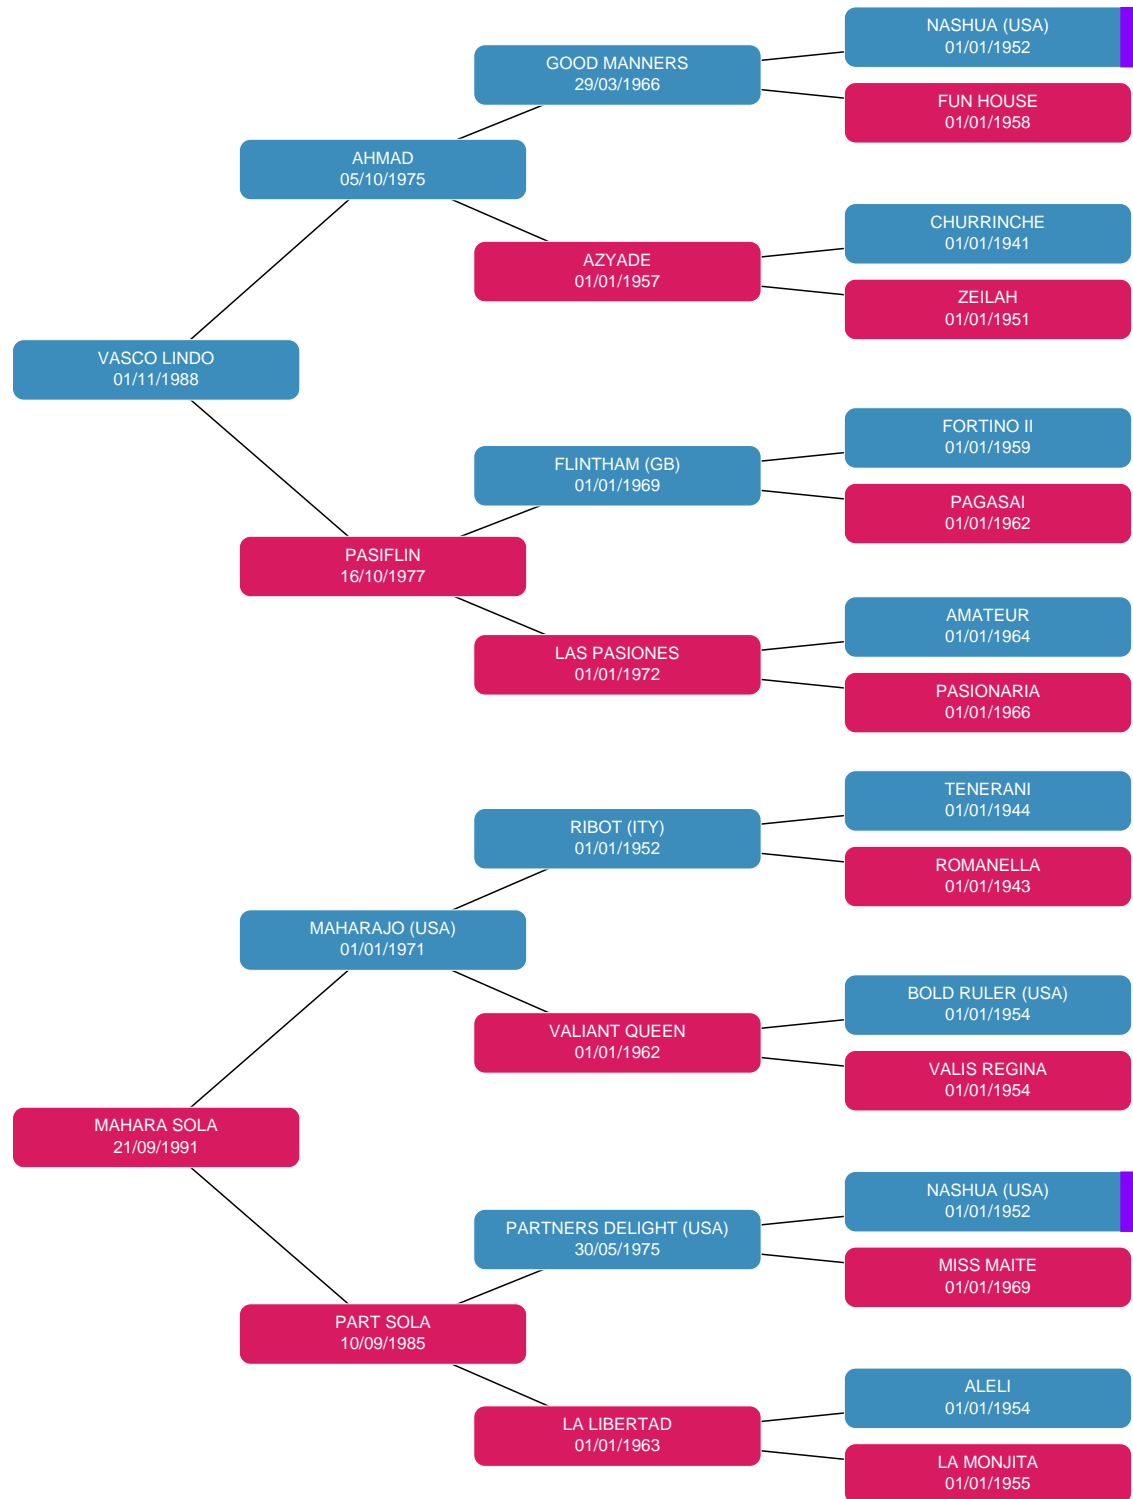 NASHUA (USA)
01/01/1952
GOOD MANNERS
29/03/1966
FUN HOUSE
01/01/1958
AHMAD
05/10/1975
CHURRINCHE
01/01/1941
AZYADE
01/01/1957
ZEILAH
01/01/1951
VASCO LINDO
01/11/1988
FORTINO II
01/01/1959
FLINTHAM (GB)
01/01/1969
PAGASAI
01/01/1962
PASIFLIN
16/10/1977
AMATEUR
01/01/1964
LAS PASIONES
01/01/1972
PASIONARIA
01/01/1966
TENERANI
01/01/1944
RIBOT (ITY)
01/01/1952
ROMANELLA
01/01/1943
MAHARAJO (USA)
01/01/1971
BOLD RULER (USA)
01/01/1954
VALIANT QUEEN
01/01/1962
VALIS REGINA
01/01/1954
MAHARA SOLA
21/09/1991
NASHUA (USA)
01/01/1952
PARTNERS DELIGHT (USA)
30/05/1975
MISS MAITE
01/01/1969
PART SOLA
10/09/1985
ALELI
01/01/1954
LA LIBERTAD
01/01/1963
LA MONJITA
01/01/1955